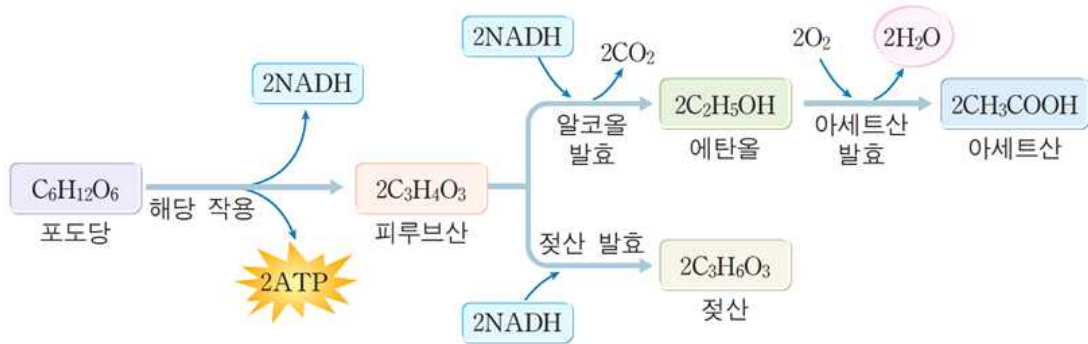 2NADH
2CO₂
2O₂
2H₂O
2NADH
2C₂H₅OH
2CH₃COOH
알코올
발효
에탄올
아세트산
발효
아세트산
C₆H₁₂O₆
2C₃H₄O₃
해당 작용
포도당
피루브산
젖산 발효
2C₃H₆O₃
2ATP
2NADH
젖산